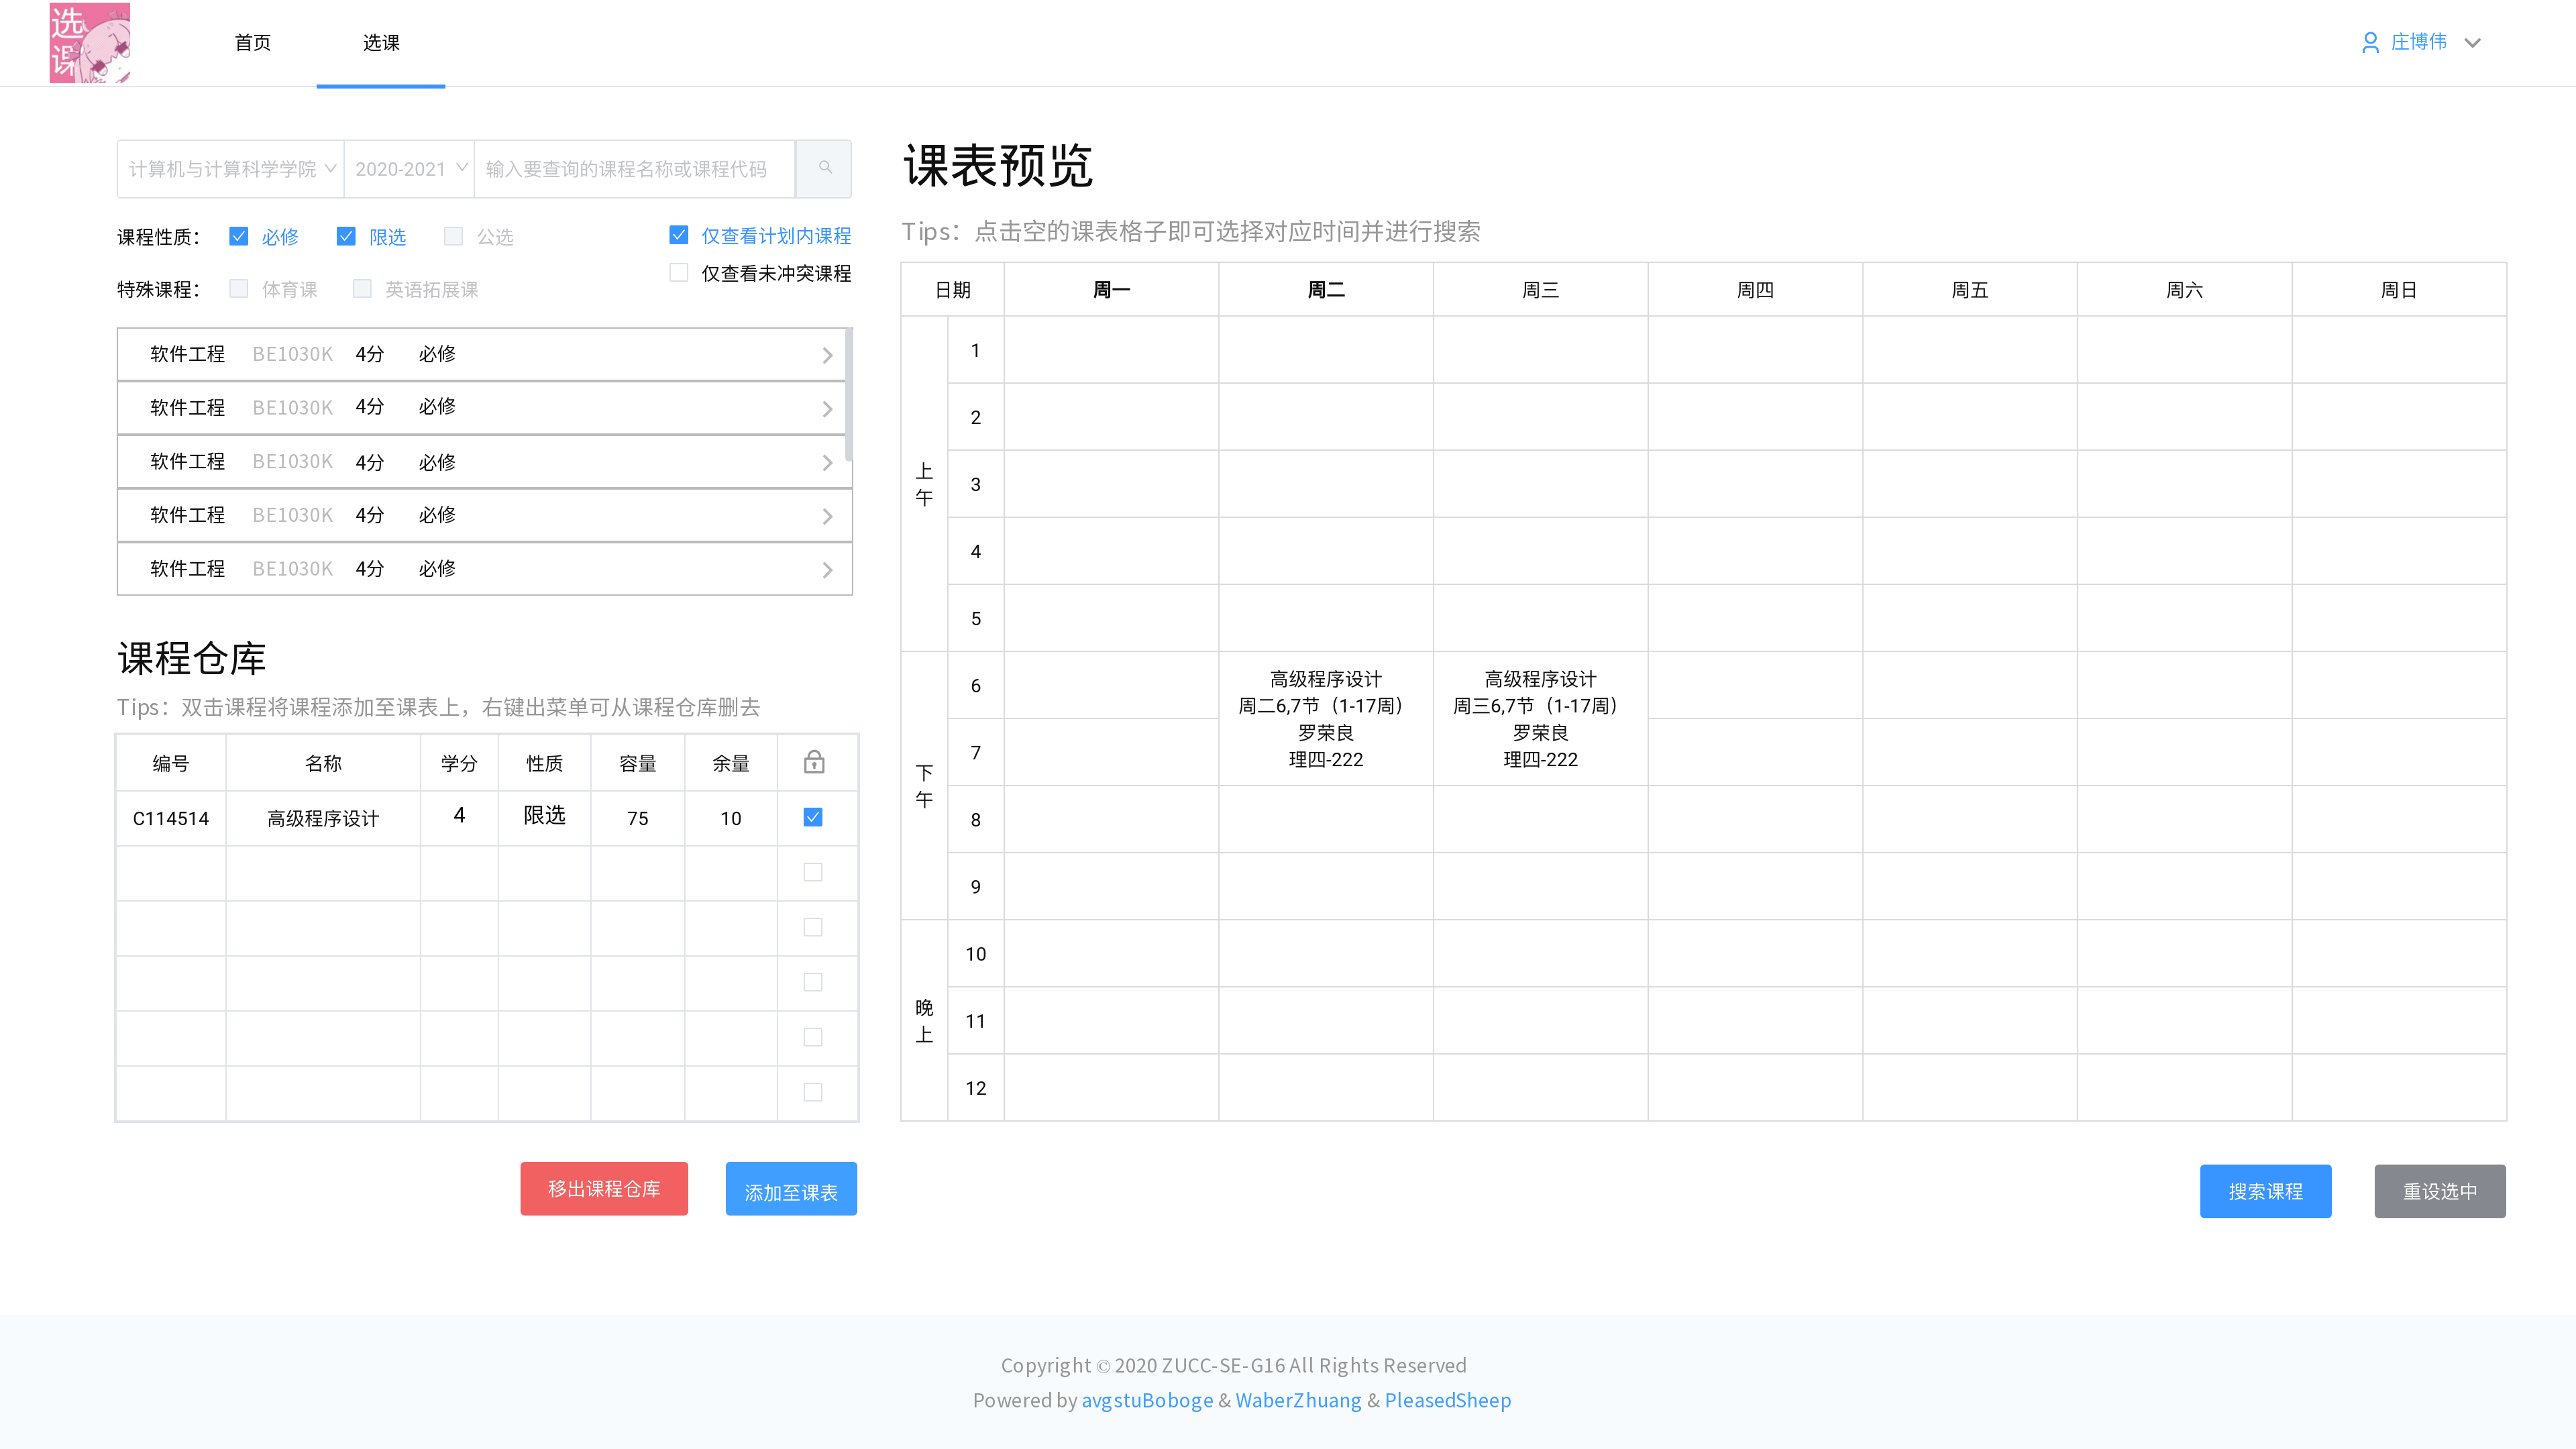 选课
首页 选课 庄博伟
计算机与计算科学学院 2020-2021 输入要查询的课程名称或课程代码
课程性质： 必修 限选 公选 仅查看计划内课程
仅查看未冲突课程
特殊课程： 体育课 英语拓展课
软件工程 BE1030K 4分 必修
软件工程 BE1030K 4分 必修
软件工程 BE1030K 4分 必修
软件工程 BE1030K 4分 必修
软件工程 BE1030K 4分 必修
课程仓库
Tips：双击课程将课程添加至课表上，右键出菜单可从课程仓库删去
编号 名称 学分 性质 容量 余量
C114514 高级程序设计 4 限选 75 10
移出课程仓库 添加至课表
课表预览
Tips：点击空的课表格子即可选择对应时间并进行搜索
日期 周一 周二 周三 周四 周五 周六 周日
上午
1
2
3
4
5
下午
6
7
8
9
高级程序设计
周二6,7节（1-17周）
罗荣良
理四-222
高级程序设计
周三6,7节（1-17周）
罗荣良
理四-222
晚上
10
11
12
搜索课程 重设选中
Copyright © 2020 ZUCC-SE-G16 All Rights Reserved
Powered by avgstuBoboge & WaberZhuang & PleasedSheep